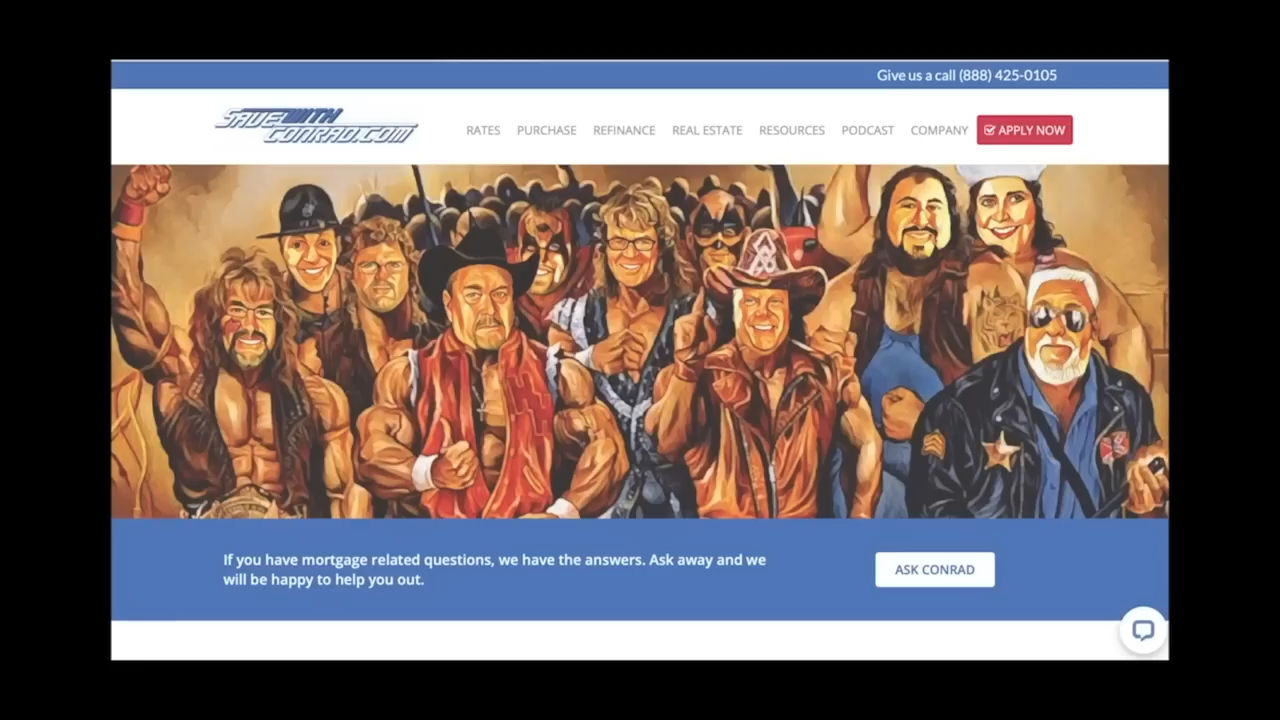 Give us a call (888) 425-0105
SAVEWITH
CONRAD.COM
RATES PURCHASE REFINANCE REAL ESTATE RESOURCES PODCAST COMPANY APPLY NOW
If you have mortgage related questions, we have the answers. Ask away and we
will be happy to help you out.
ASK CONRAD